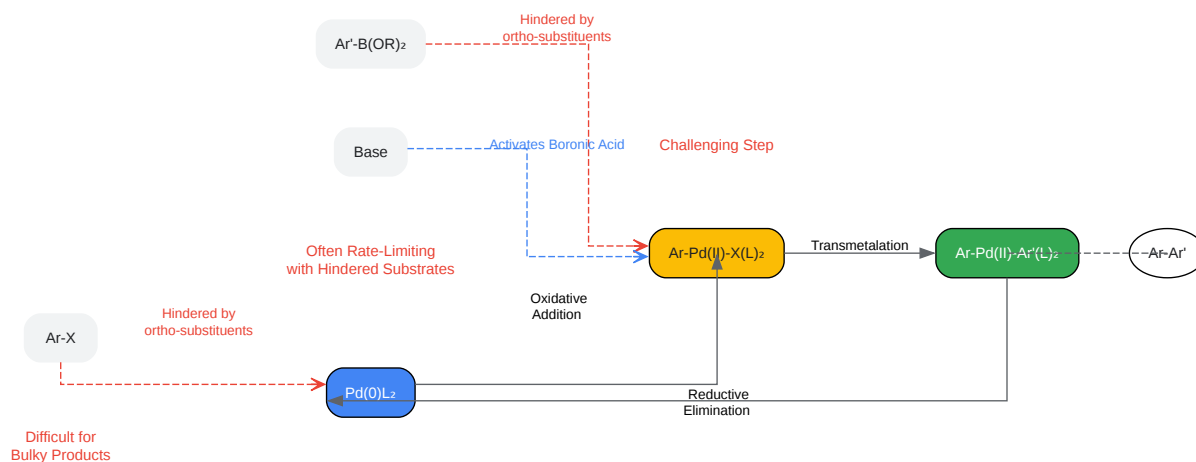 Hindered by
ortho-substituents
Ar'-B(OR)₂
Base
Activates Boronic Acid
Challenging Step
Often Rate-Limiting
with Hindered Substrates
Ar-Pd(II)-X(L)₂
Transmetalation
Ar-Pd(II)-Ar'(L)₂
Ar-Ar'
Oxidative
Addition
Hindered by
ortho-substituents
Ar-X
Pd(0)L₂
Reductive
Elimination
Difficult for
Bulky Products